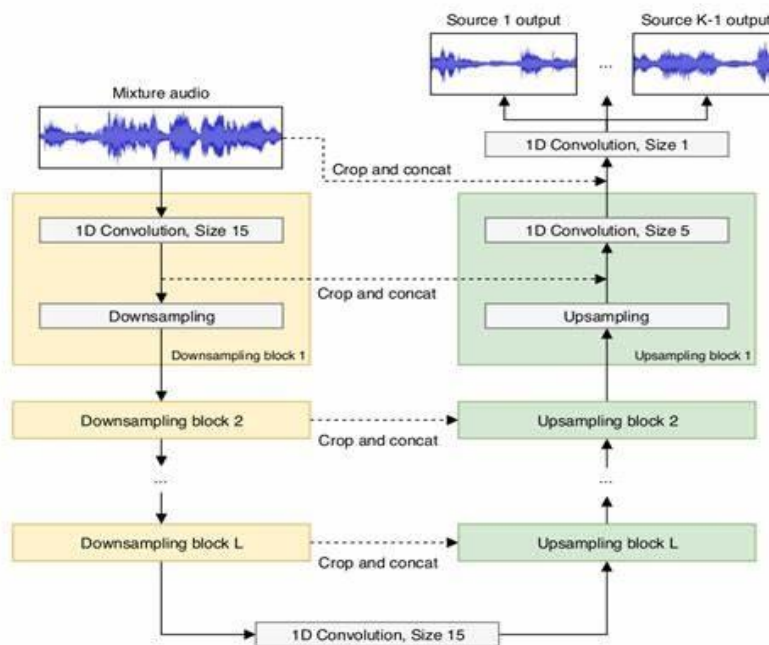 Source 1 output
Source K-1 output
...
Mixture audio
1D Convolution, Size 1
Crop and concat
1D Convolution, Size 15
1D Convolution, Size 5
Crop and concat
Downsampling
Upsampling
Downsampling block 1
Upsampling block 1
Downsampling block 2
Upsampling block 2
Crop and concat
...
...
Downsampling block L
Upsampling block L
Crop and concat
1D Convolution, Size 15